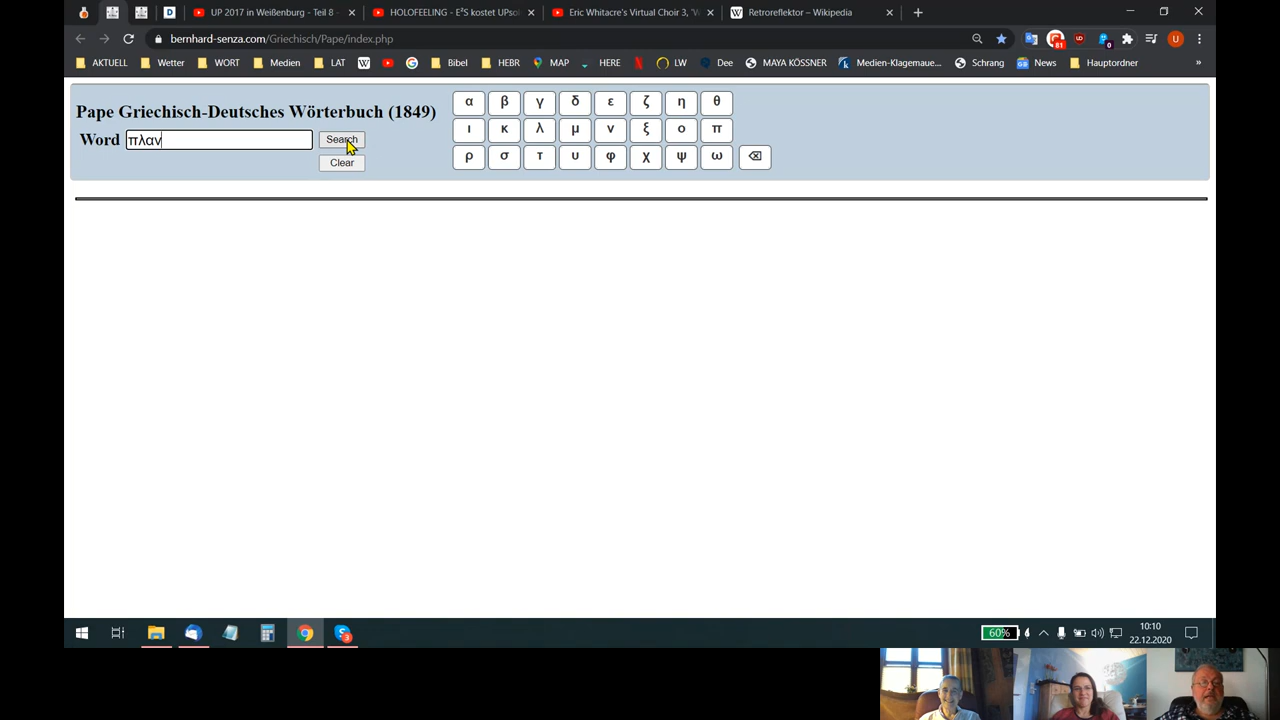 UP 2017 in Weißenburg - Teil 8 -
HOLOFEELING - E²S kostet UPsol
Eric Whitacre's Virtual Choir 3, 'W
Retroreflektor – Wikipedia
bernhard-senza.com/Griechisch/Pape/index.php
AKTUELL
Wetter
WORT
Medien
LAT
Bibel
HEBR
MAP
HERE
LW
Dee
MAYA KÖSSNER
Medien-Klagemaue...
Schrang
News
Hauptordner
»
Pape Griechisch-Deutsches Wörterbuch (1849)
Word πλαν Search
Clear
α β γ δ ε ζ η θ
ι κ λ μ ν ξ ο π
ρ σ τ υ φ χ ψ ω ⌫
60%
10:10
22.12.2020